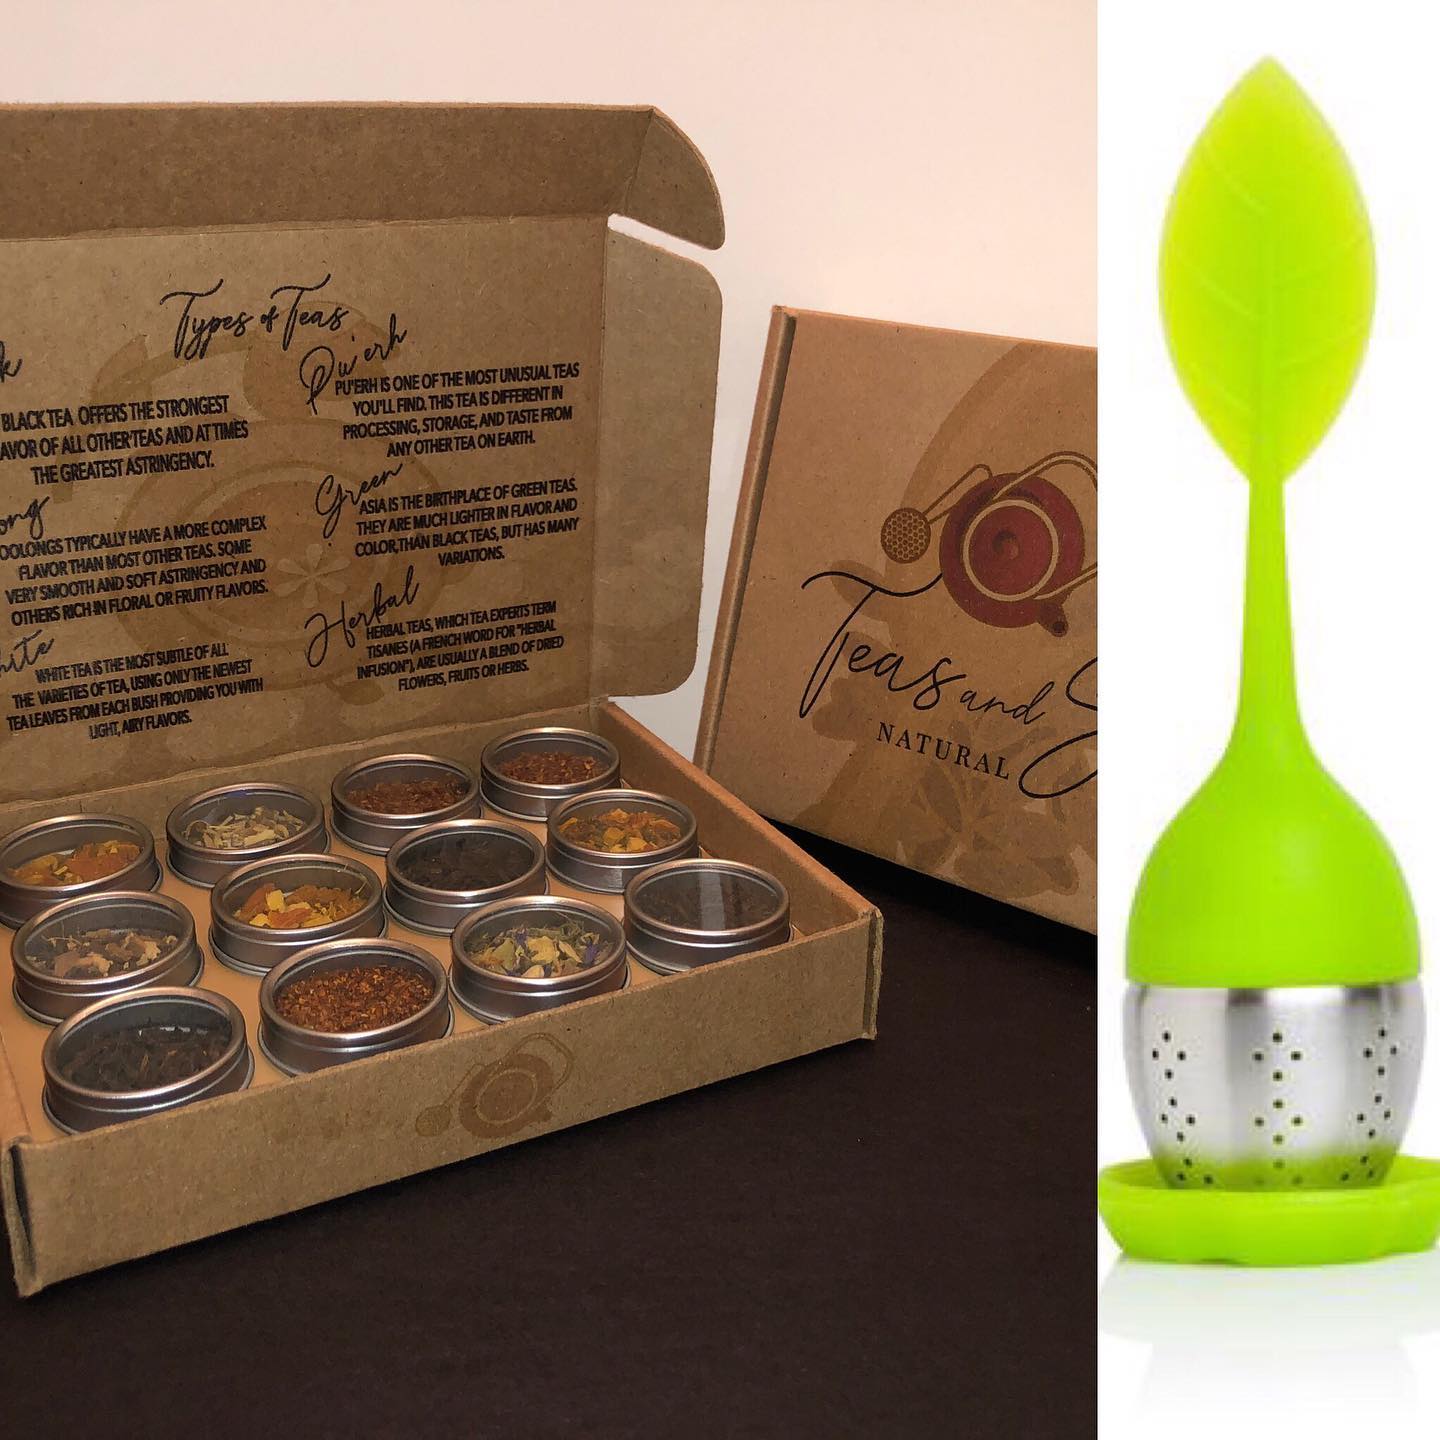 Types of Teas
BLACK TEA OFFERS THE STRONGEST
AVOR OF ALL OTHER TEAS AND AT TIMES
THE GREATEST ASTRINGENCY.
ong
OOLONGS TYPICALLY HAVE A MORE COMPLEX
FLAVOR THAN MOST OTHER TEAS. SOME
VERY SMOOTH AND SOFT ASTRINGENCY AND
OTHERS RICH IN FLORAL OR FRUITY FLAVORS.
hite
WHITE TEA IS THE MOST SUBTLE OF ALL
THE VARIETIES OF TEA, USING ONLY THE NEWEST
TEA LEAVES FROM EACH BUSH PROVIDING YOU WITH
LIGHT, AIRY FLAVORS.
Pu'erh
PU'ERH IS ONE OF THE MOST UNUSUAL TEAS
YOU'LL FIND. THIS TEA IS DIFFERENT IN
PROCESSING, STORAGE, AND TASTE FROM
ANY OTHER TEA ON EARTH.
Green
ASIA IS THE BIRTHPLACE OF GREEN TEAS.
THEY ARE MUCH LIGHTER IN FLAVOR AND
COLOR, THAN BLACK TEAS, BUT HAS MANY
VARIATIONS.
Herbal
HERBAL TEAS, WHICH TEA EXPERTS TERM
TISANES (A FRENCH WORD FOR "HERBAL
INFUSION"), ARE USUALLY A BLEND OF DRIED
FLOWERS, FRUITS OR HERBS.
Teas and S
NATURAL